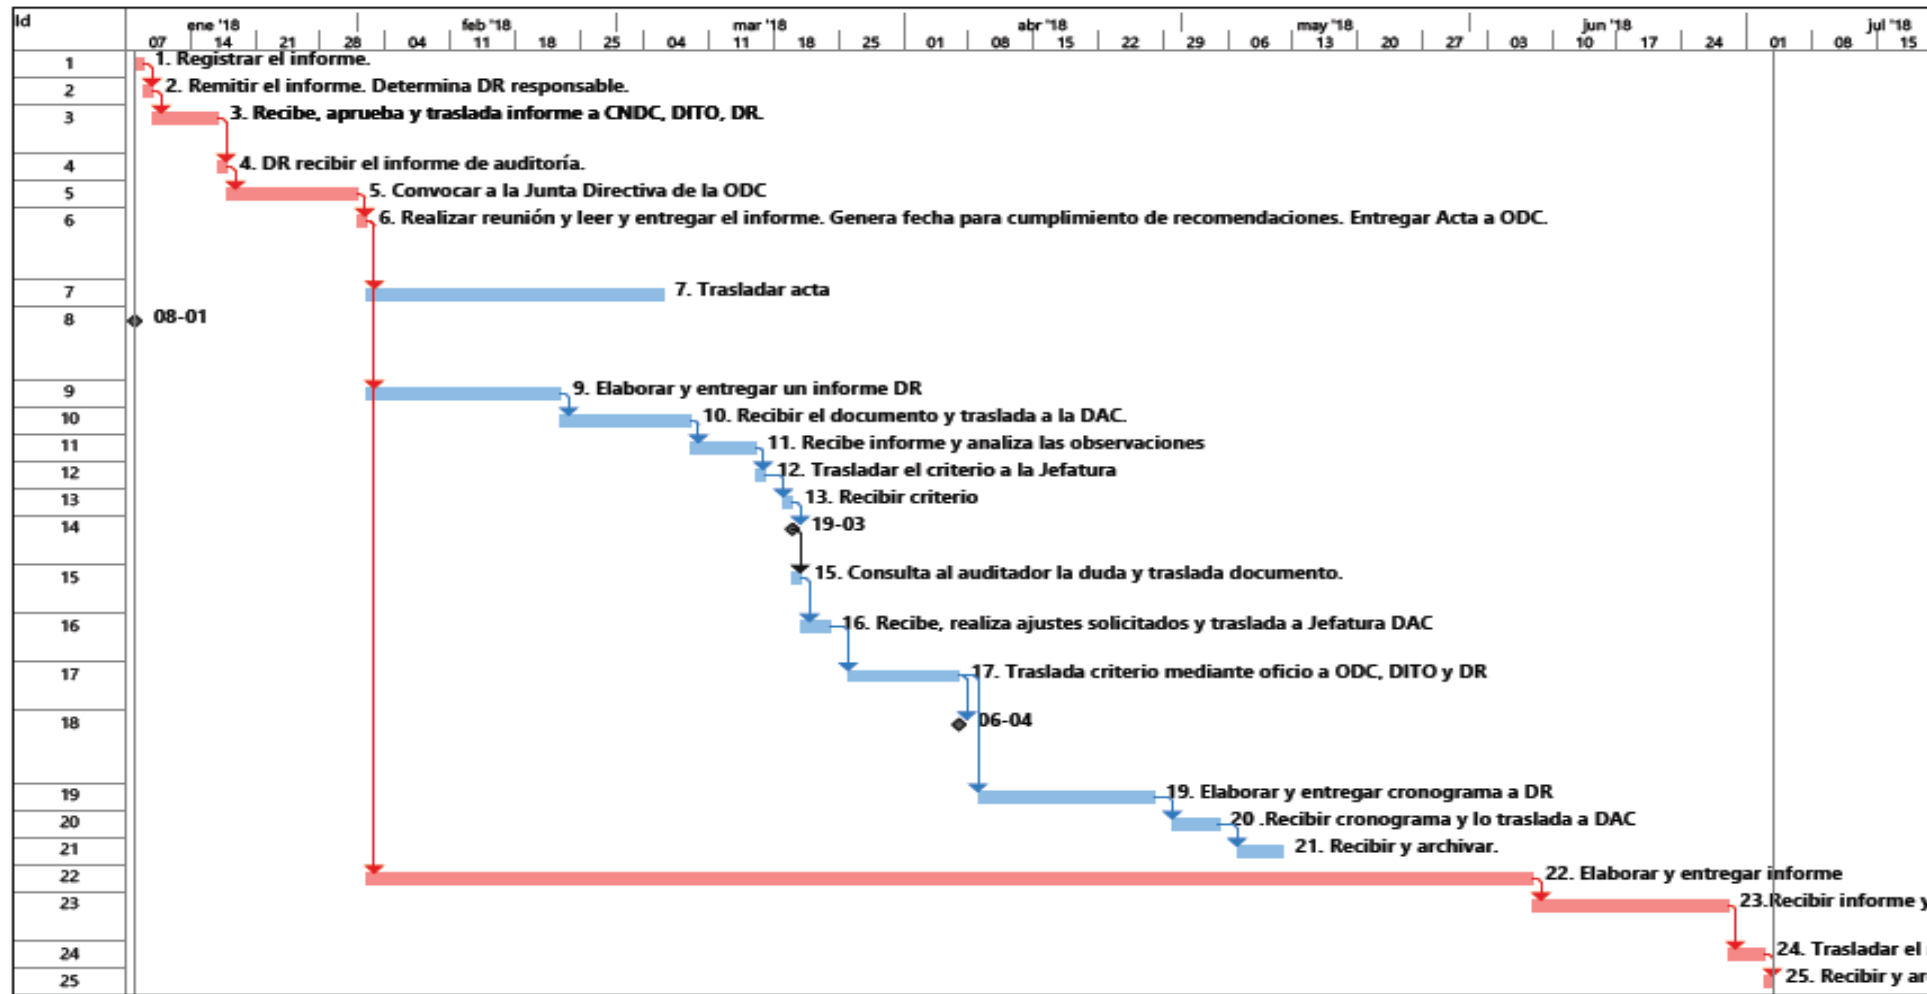 Id
ene '18 feb '18 mar '18 abr '18 may '18 jun '18 jul '18
07 14 21 28 04 11 18 25 04 11 18 25 01 08 15 22 29 06 13 20 27 03 10 17 24 01 08 15
1 1. Registrar el informe.
2 2. Remitir el informe. Determina DR responsable.
3 3. Recibe, aprueba y traslada informe a CNDC, DITO, DR.
4 4. DR recibir el informe de auditoría.
5 5. Convocar a la Junta Directiva de la ODC
6 6. Realizar reunión y leer y entregar el informe. Genera fecha para cumplimiento de recomendaciones. Entregar Acta a ODC.
7 7. Trasladar acta
8 08-01
9 9. Elaborar y entregar un informe DR
10 10. Recibir el documento y traslada a la DAC.
11 11. Recibe informe y analiza las observaciones
12 12. Trasladar el criterio a la Jefatura
13 13. Recibir criterio
14 19-03
15 15. Consulta al auditador la duda y traslada documento.
16 16. Recibe, realiza ajustes solicitados y traslada a Jefatura DAC
17 17. Traslada criterio mediante oficio a ODC, DITO y DR
18 06-04
19 19. Elaborar y entregar cronograma a DR
20 20 .Recibir cronograma y lo traslada a DAC
21 21. Recibir y archivar.
22 22. Elaborar y entregar informe
23 23.Recibir informe y
24 24. Trasladar el
25 25. Recibir y ar